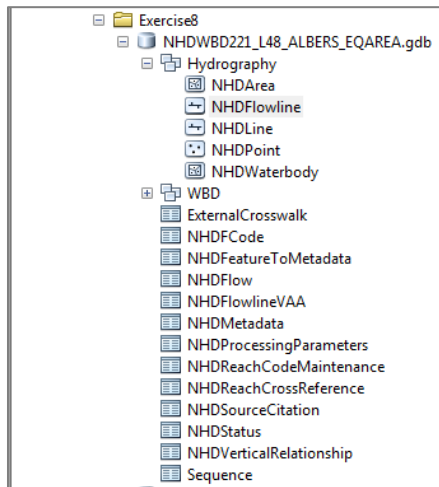 Exercise8
NHDWBD221_L48_ALBERS_EQAREA.gdb
Hydrography
NHDArea
NHDFlowline
NHDLine
NHDPoint
NHDWaterbody
WBD
ExternalCrosswalk
NHDFCode
NHDFeatureToMetadata
NHDFlow
NHDFlowlineVAA
NHDMetadata
NHDProcessingParameters
NHDReachCodeMaintenance
NHDReachCrossReference
NHDSourceCitation
NHDStatus
NHDVerticalRelationship
Sequence